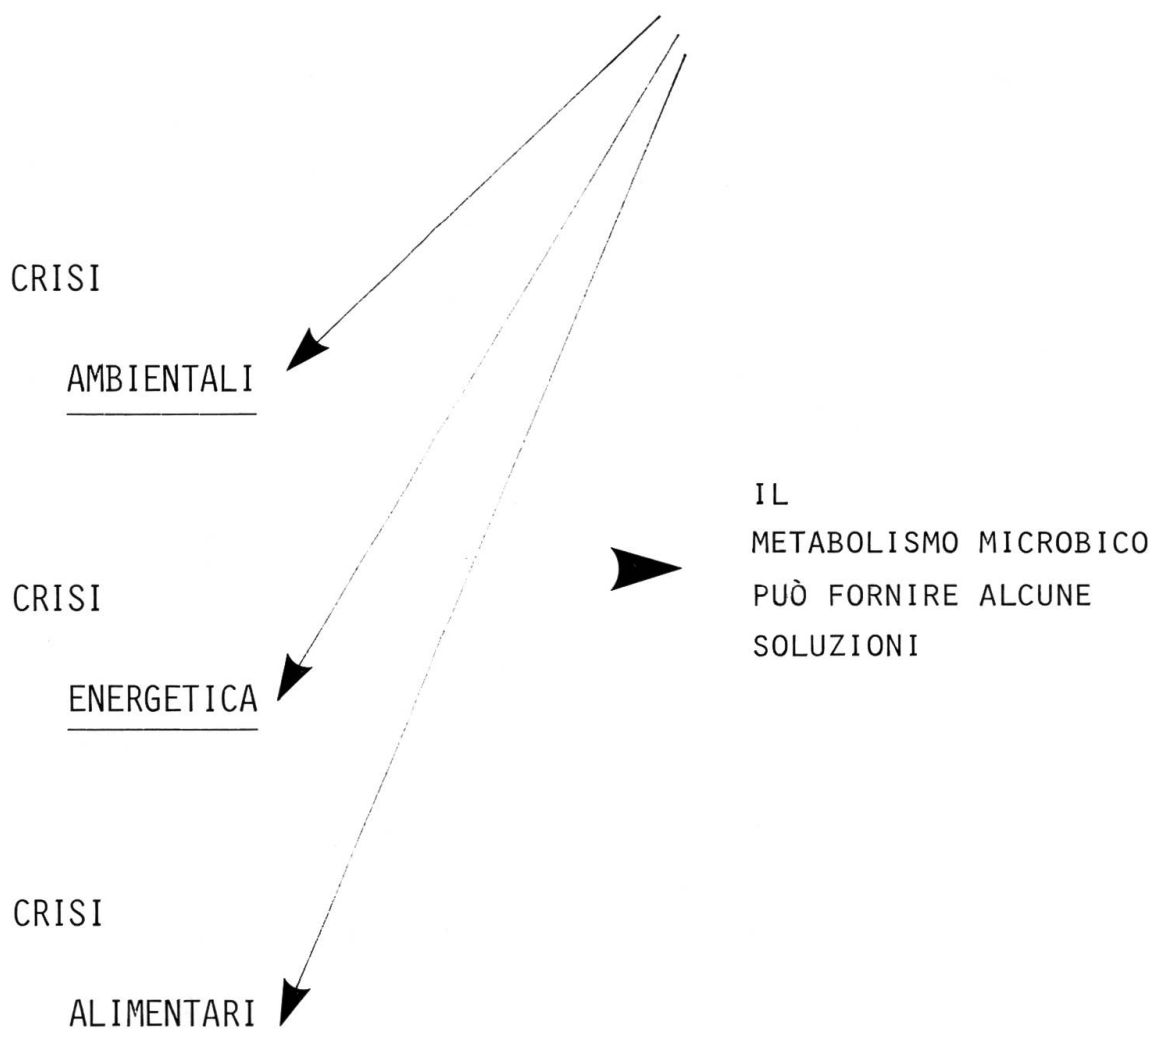 CRISI
AMBIENTALI
CRISI
ENERGETICA
CRISI
ALIMENTARI
IL
METABOLISMO MICROBICO
PUÒ FORNIRE ALCUNE
SOLUZIONI